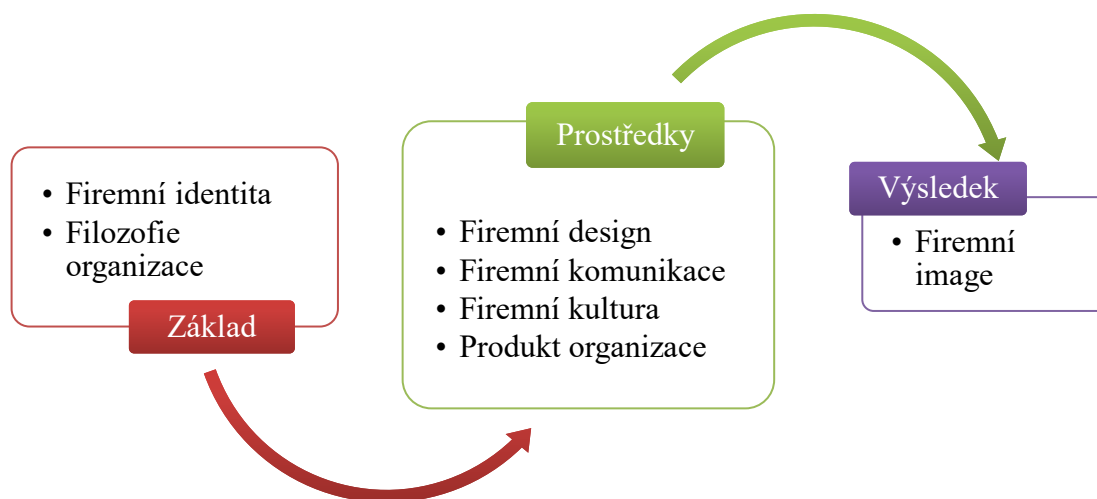 • Firemní identita
• Filozofie
organizace
Základ
Prostředky
• Firemní design
• Firemní komunikace
• Firemní kultura
• Produkt organizace
Výsledek
• Firemní
image